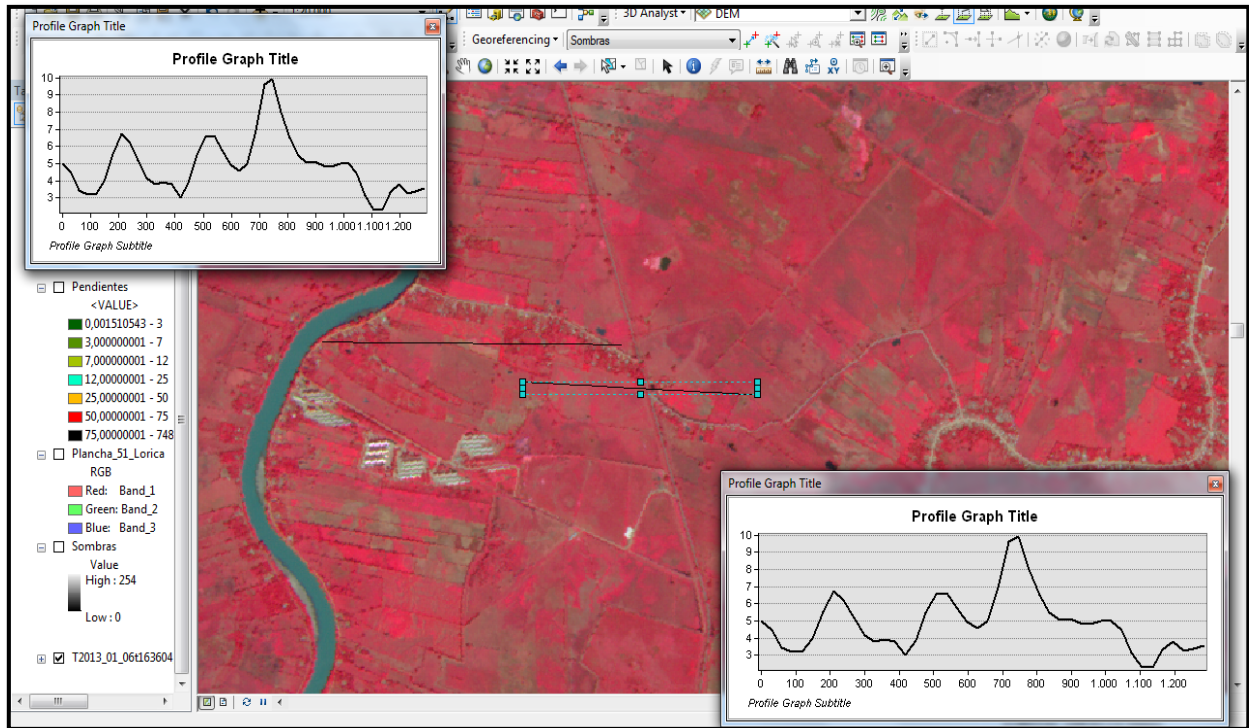 Profile Graph Title
Profile Graph Title
10
9
8
7
6
5
4
3
0 100 200 300 400 500 600 700 800 900 1.000 1.100 1.200
Profile Graph Subtitle
3D Analyst DEM
Georeferencing Sombras
Pendientes
<VALUE>
0,001510543 - 3
3,000000001 - 7
7,00000001 - 12
12,00000001 - 25
25,00000001 - 50
50,00000001 - 75
75,00000001 - 748
Plancha_51_Lorica
RGB
Red: Band_1
Green: Band_2
Blue: Band_3
Sombras
Value
High : 254
Low : 0
T2013_01_06t163604
Profile Graph Title
Profile Graph Title
10
9
8
7
6
5
4
3
0 100 200 300 400 500 600 700 800 900 1.000 1.100 1.200
Profile Graph Subtitle